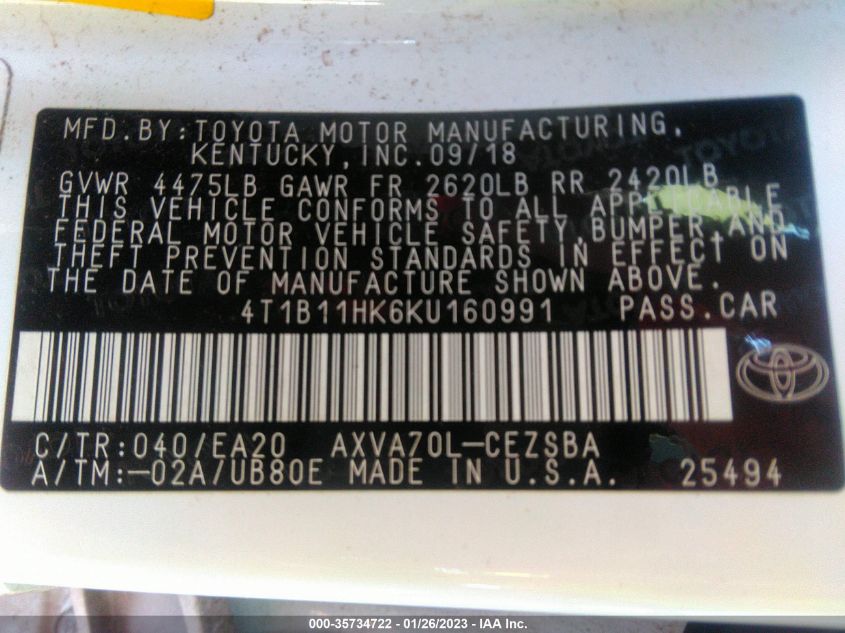 MFD.BY:TOYOTA MOTOR MANUFACTURING,
KENTUCKY,INC.09/18
GVWR 4475LB GAWR FR 2620LB RR 2420LB
THIS VEHICLE CONFORMS TO ALL APPLICABLE
FEDERAL MOTOR VEHICLE SAFETY,BUMPER,AND
THEFT PREVENTION STANDARDS IN EFFECT ON
THE DATE OF MANUFACTURE SHOWN ABOVE.
4T1B11HK6KU160991 PASS.CAR
C/TR:040/EA20 AXVA70L-CEZSBA
A/TM:-02A/UB80E MADE IN U.S.A. 25494
000-35734722 — 01/26/2023 — IAA Inc.